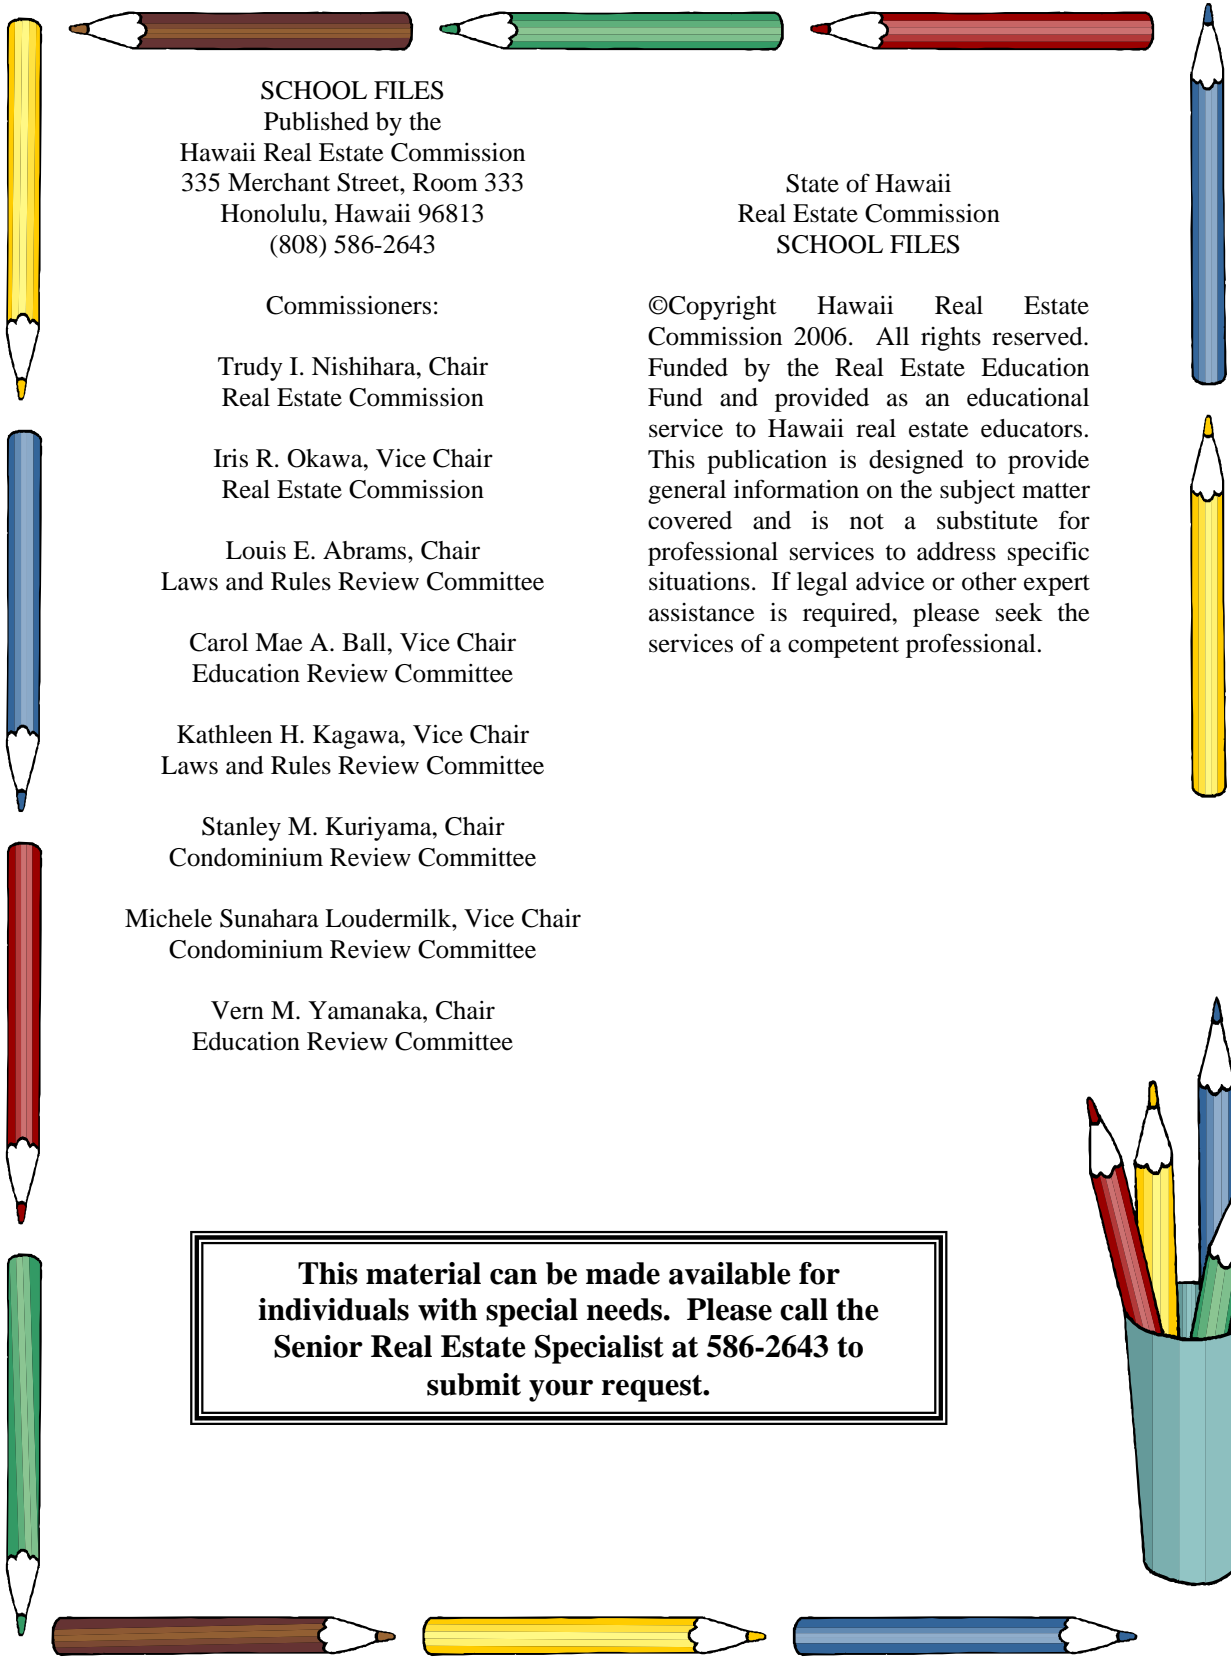 SCHOOL FILES
Published by the
Hawaii Real Estate Commission
335 Merchant Street, Room 333
Honolulu, Hawaii 96813
(808) 586-2643
Commissioners:
Trudy I. Nishihara, Chair
Real Estate Commission
Iris R. Okawa, Vice Chair
Real Estate Commission
Louis E. Abrams, Chair
Laws and Rules Review Committee
Carol Mae A. Ball, Vice Chair
Education Review Committee
Kathleen H. Kagawa, Vice Chair
Laws and Rules Review Committee
Stanley M. Kuriyama, Chair
Condominium Review Committee
Michele Sunahara Loudermilk, Vice Chair
Condominium Review Committee
Vern M. Yamanaka, Chair
Education Review Committee
State of Hawaii
Real Estate Commission
SCHOOL FILES
©Copyright Hawaii Real Estate
Commission 2006. All rights reserved.
Funded by the Real Estate Education
Fund and provided as an educational
service to Hawaii real estate educators.
This publication is designed to provide
general information on the subject matter
covered and is not a substitute for
professional services to address specific
situations. If legal advice or other expert
assistance is required, please seek the
services of a competent professional.
This material can be made available for
individuals with special needs. Please call the
Senior Real Estate Specialist at 586-2643 to
submit your request.